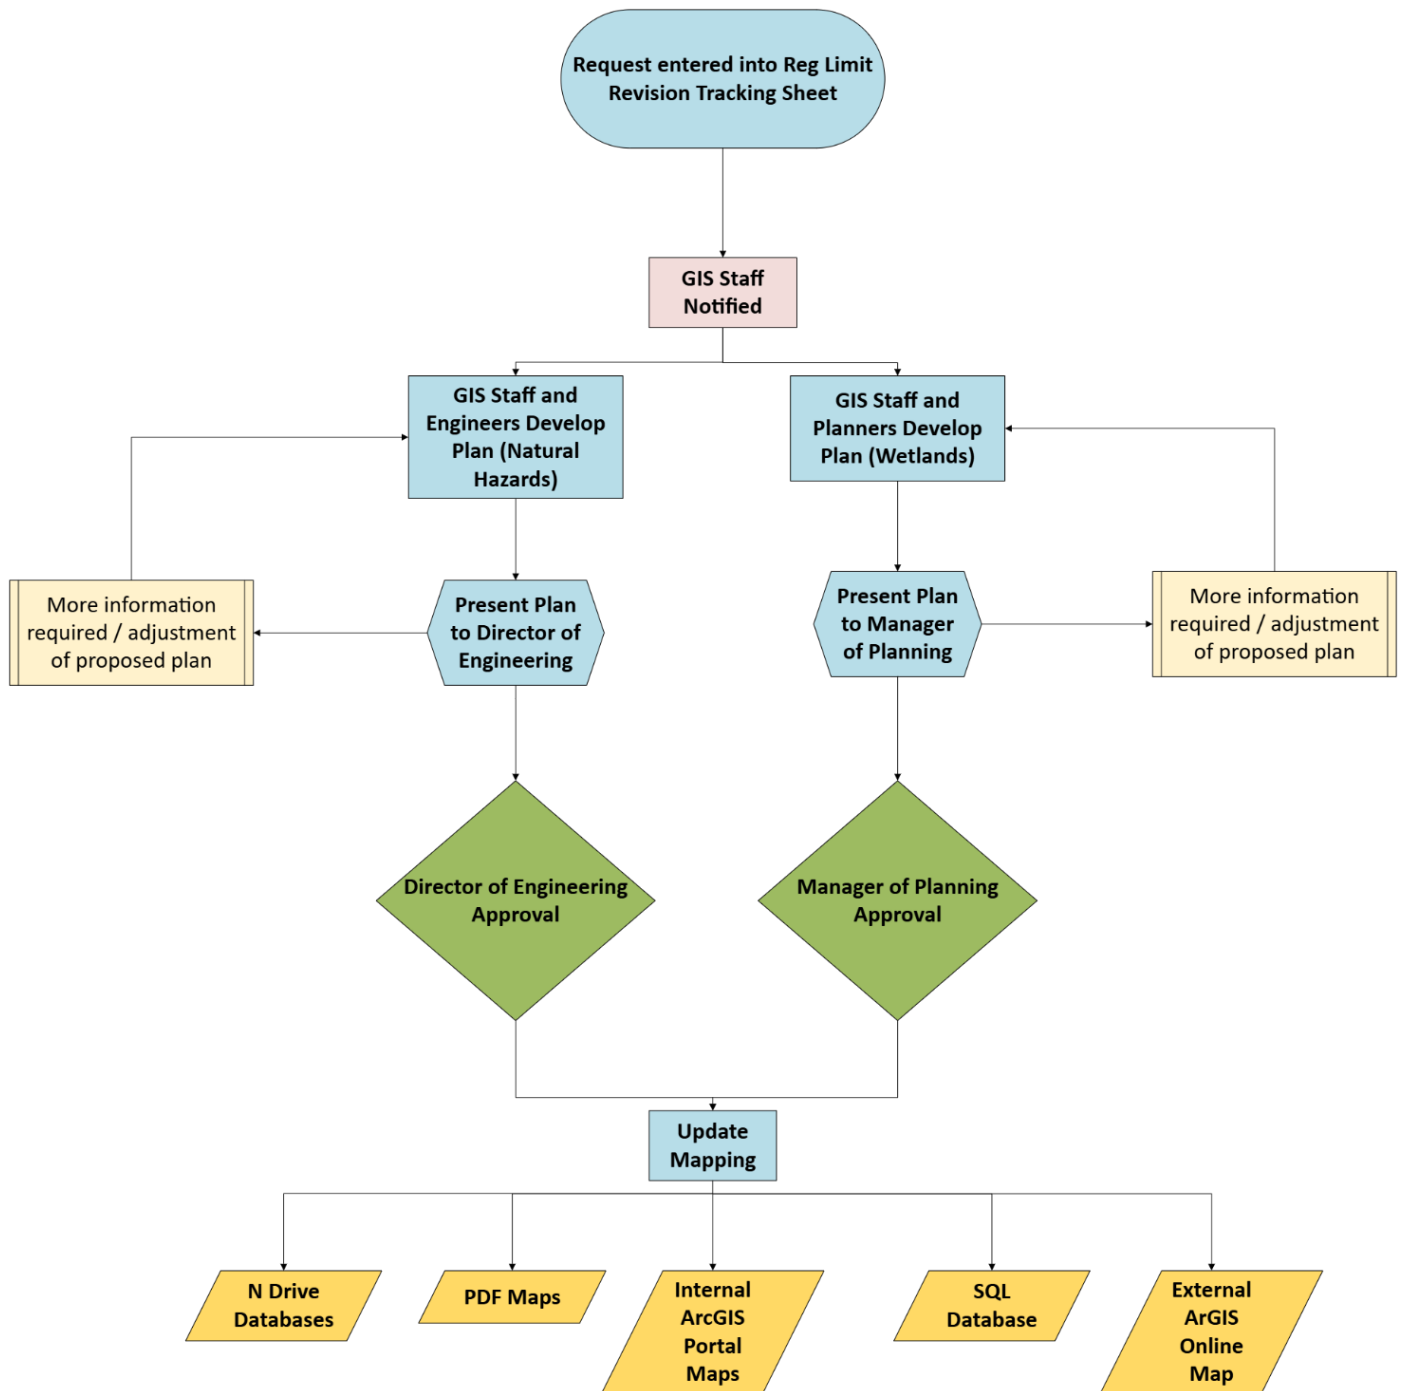 Request entered into Reg Limit
Revision Tracking Sheet
GIS Staff
Notified
GIS Staff and
Engineers Develop
Plan (Natural
Hazards)
GIS Staff and
Planners Develop
Plan (Wetlands)
More information
required / adjustment
of proposed plan
Present Plan
to Director of
Engineering
Present Plan
to Manager
of Planning
More information
required / adjustment
of proposed plan
Director of Engineering
Approval
Manager of Planning
Approval
Update
Mapping
N Drive
Databases
PDF Maps
Internal
ArcGIS
Portal
Maps
SQL
Database
External
ArGIS
Online
Map